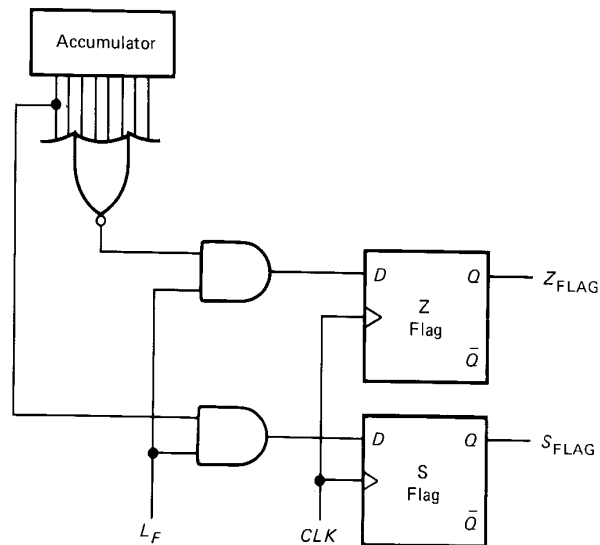 Accumulator
D
Q
Z
Flag
Q̄
Z_FLAG
D
Q
S
Flag
Q̄
S_FLAG
L_F
CLK